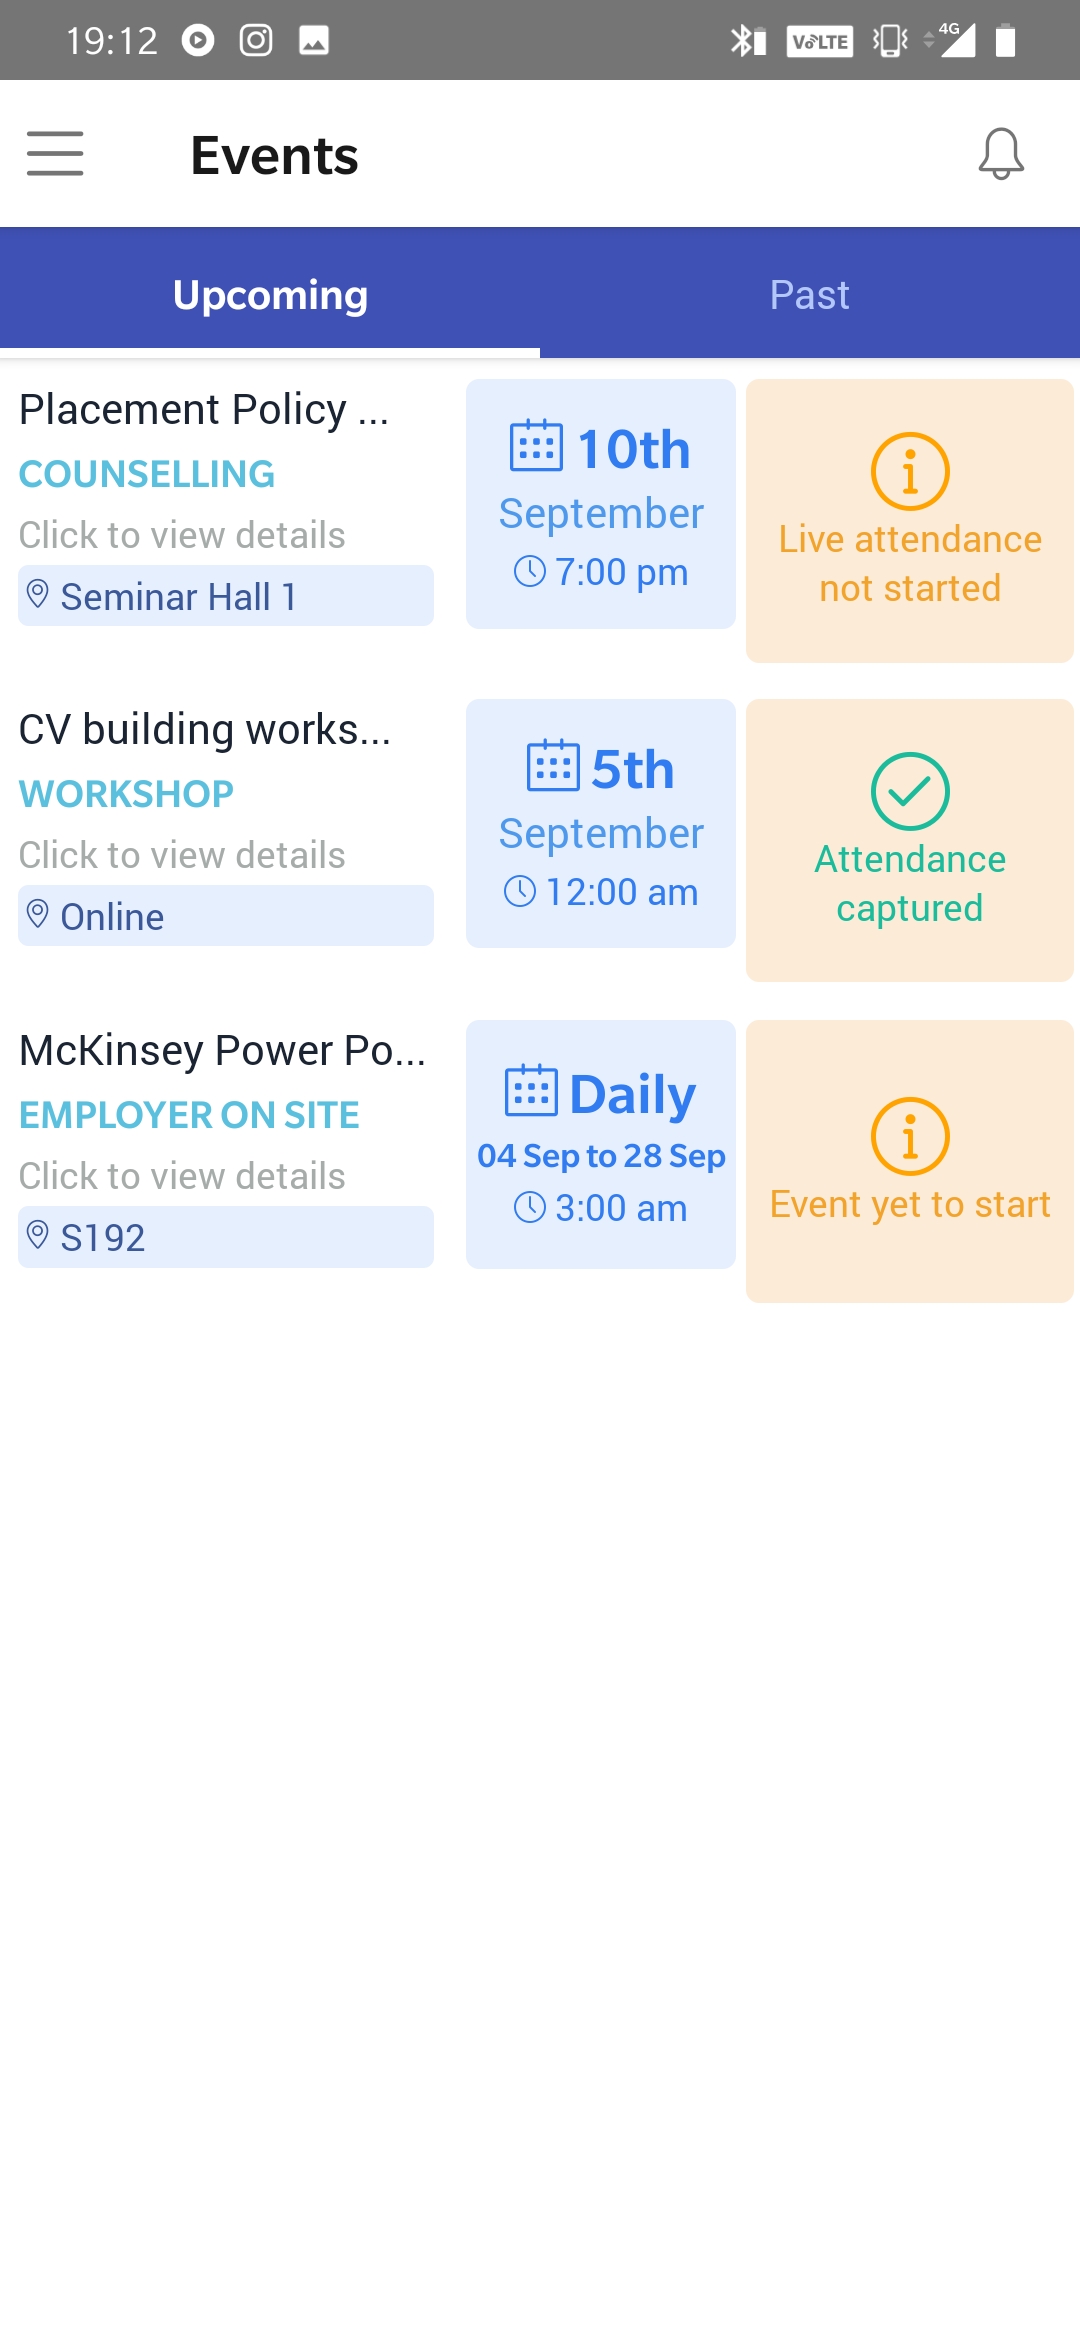 19:12
VoLTE
4G
Events
Upcoming
Past
Placement Policy ...
COUNSELLING
Click to view details
Seminar Hall 1
10th
September
7:00 pm
Live attendance
not started
CV building works...
WORKSHOP
Click to view details
Online
5th
September
12:00 am
Attendance
captured
McKinsey Power Po...
EMPLOYER ON SITE
Click to view details
S192
Daily
04 Sep to 28 Sep
3:00 am
Event yet to start